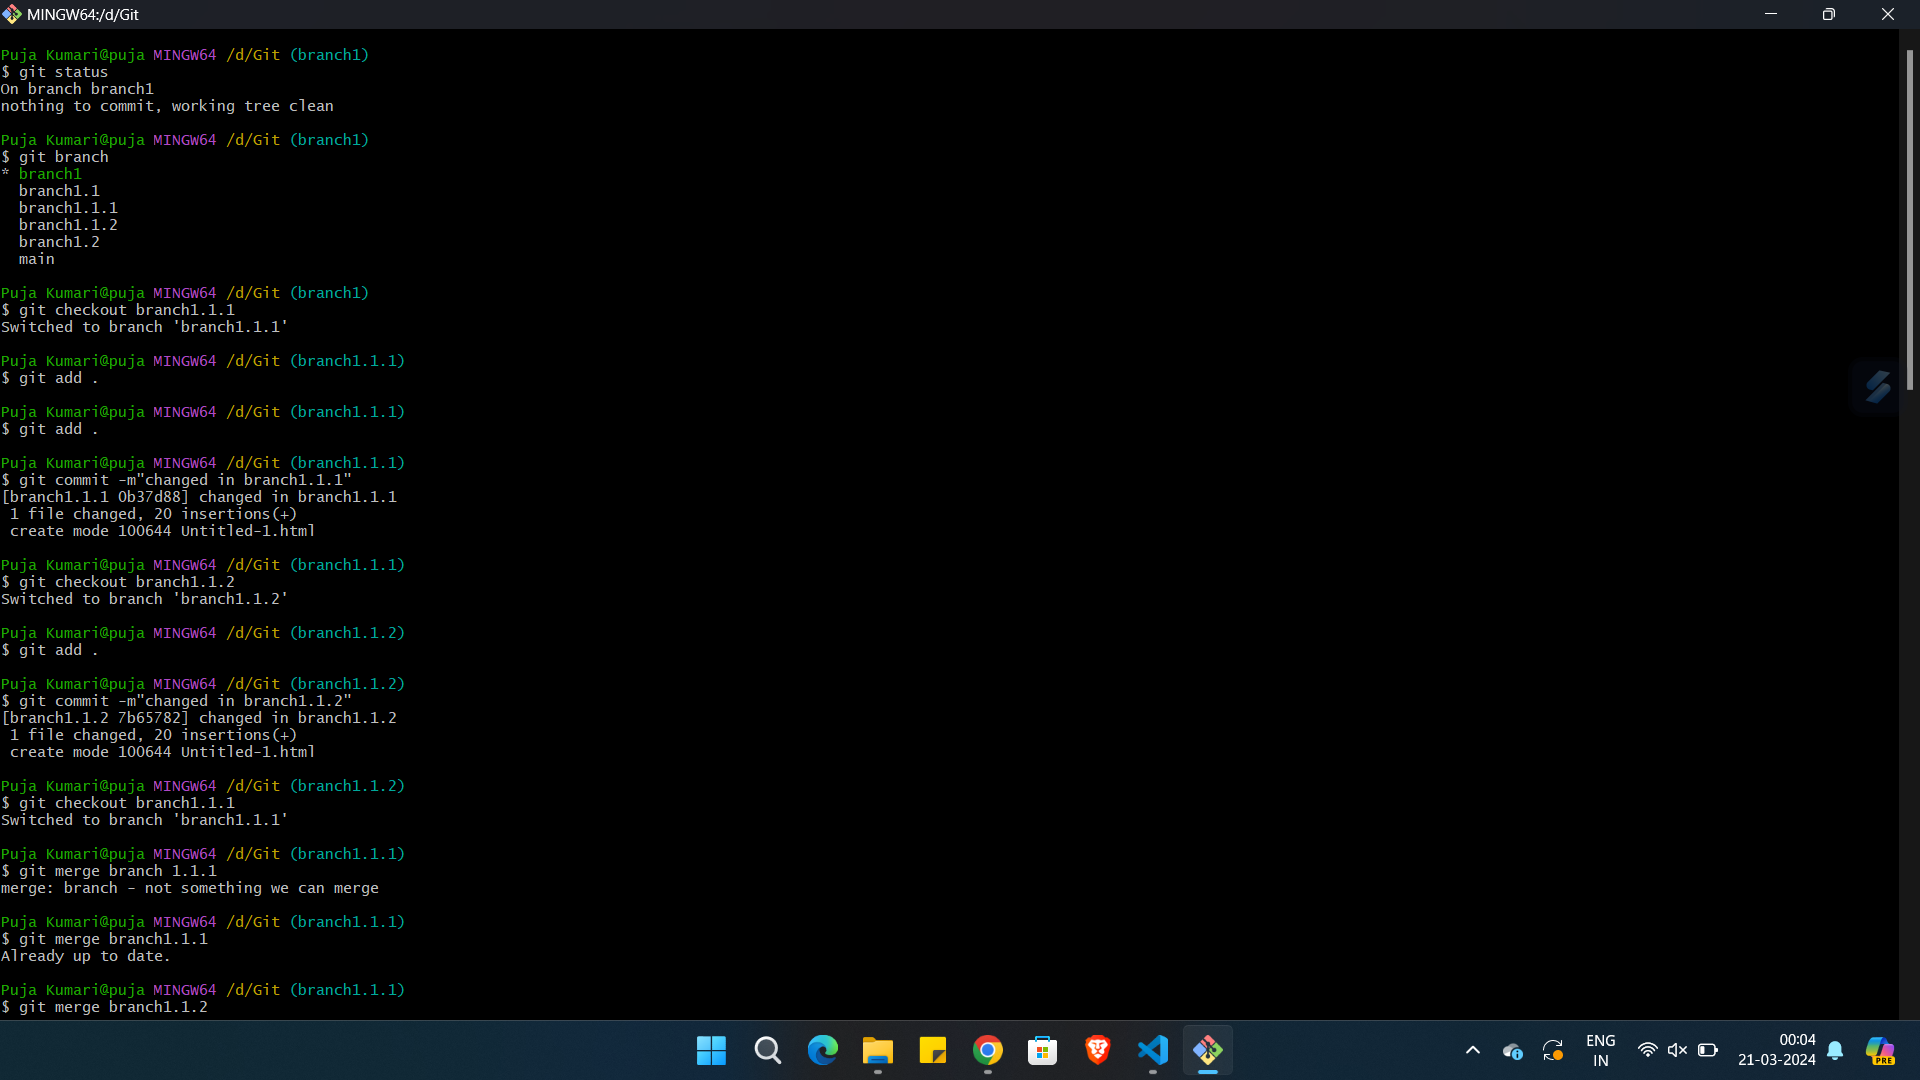 MINGW64:/d/Git
Puja Kumari@puja MINGW64 /d/Git (branch1)
$ git status
On branch branch1
nothing to commit, working tree clean
Puja Kumari@puja MINGW64 /d/Git (branch1)
$ git branch
* branch1
  branch1.1
  branch1.1.1
  branch1.1.2
  branch1.2
  main
Puja Kumari@puja MINGW64 /d/Git (branch1)
$ git checkout branch1.1.1
Switched to branch 'branch1.1.1'
Puja Kumari@puja MINGW64 /d/Git (branch1.1.1)
$ git add .
Puja Kumari@puja MINGW64 /d/Git (branch1.1.1)
$ git add .
Puja Kumari@puja MINGW64 /d/Git (branch1.1.1)
$ git commit -m"changed in branch1.1.1"
[branch1.1.1 0b37d88] changed in branch1.1.1
 1 file changed, 20 insertions(+)
 create mode 100644 Untitled-1.html
Puja Kumari@puja MINGW64 /d/Git (branch1.1.1)
$ git checkout branch1.1.2
Switched to branch 'branch1.1.2'
Puja Kumari@puja MINGW64 /d/Git (branch1.1.2)
$ git add .
Puja Kumari@puja MINGW64 /d/Git (branch1.1.2)
$ git commit -m"changed in branch1.1.2"
[branch1.1.2 7b65782] changed in branch1.1.2
 1 file changed, 20 insertions(+)
 create mode 100644 Untitled-1.html
Puja Kumari@puja MINGW64 /d/Git (branch1.1.2)
$ git checkout branch1.1.1
Switched to branch 'branch1.1.1'
Puja Kumari@puja MINGW64 /d/Git (branch1.1.1)
$ git merge branch 1.1.1
merge: branch - not something we can merge
Puja Kumari@puja MINGW64 /d/Git (branch1.1.1)
$ git merge branch1.1.1
Already up to date.
Puja Kumari@puja MINGW64 /d/Git (branch1.1.1)
$ git merge branch1.1.2
ENG
IN
00:04
21-03-2024
PRE